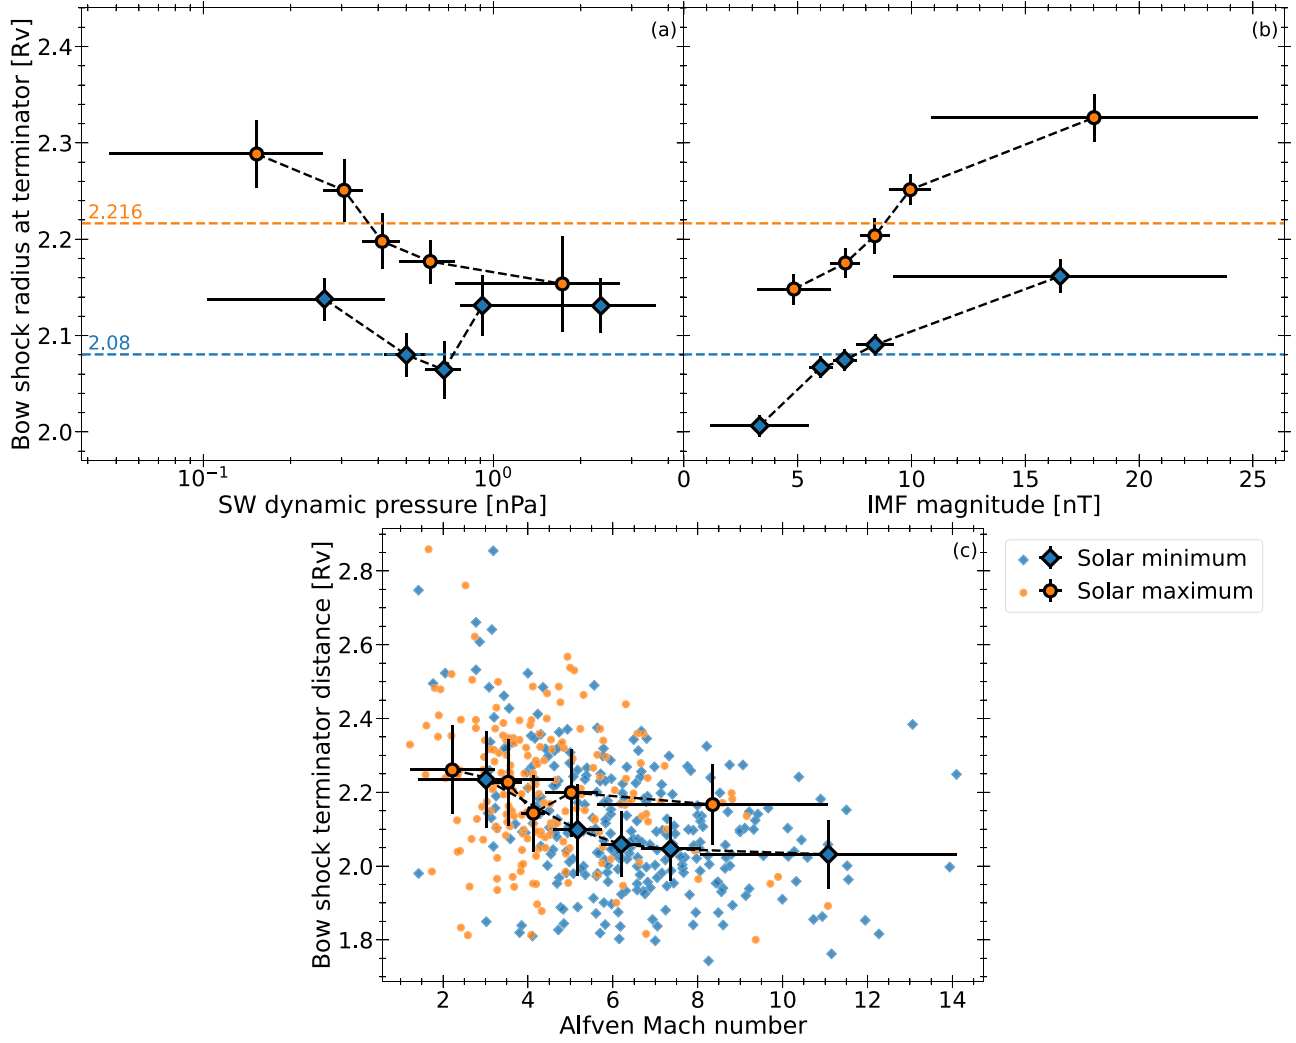 (a)
(b)
Bow shock radius at terminator [Rv]
2.4
2.3
2.2
2.1
2.0
2.216
2.08
10⁻¹
10⁰
SW dynamic pressure [nPa]
0
5
10
15
20
25
IMF magnitude [nT]
(c)
Bow shock terminator distance [Rv]
2.8
2.6
2.4
2.2
2.0
1.8
2
4
6
8
10
12
14
Alfven Mach number
Solar minimum
Solar maximum